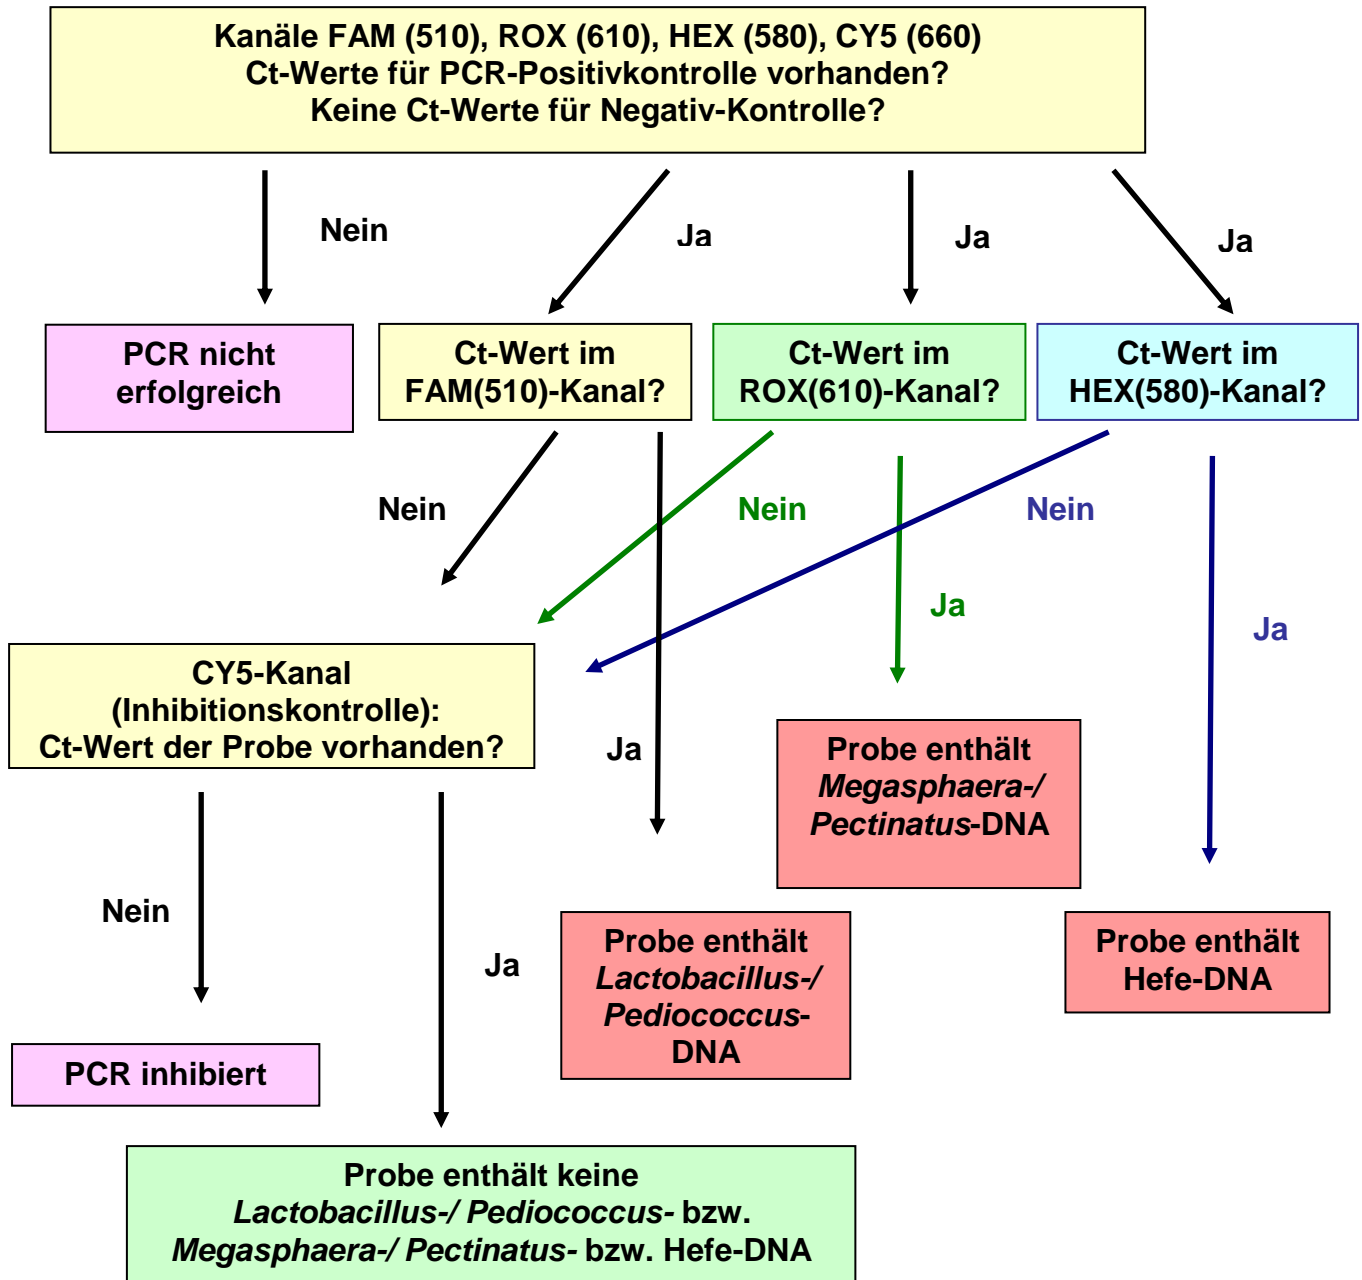 Kanäle FAM (510), ROX (610), HEX (580), CY5 (660)
Ct-Werte für PCR-Positivkontrolle vorhanden?
Keine Ct-Werte für Negativ-Kontrolle?
Nein
Ja
Ja
Ja
PCR nicht
erfolgreich
Ct-Wert im
FAM(510)-Kanal?
Ct-Wert im
ROX(610)-Kanal?
Ct-Wert im
HEX(580)-Kanal?
Nein
Nein
Nein
Ja
Ja
CY5-Kanal
(Inhibitionskontrolle):
Ct-Wert der Probe vorhanden?
Ja
Probe enthält
Megasphaera-/
Pectinatus-DNA
Nein
Ja
Probe enthält
Lactobacillus-/
Pediococcus-
DNA
Probe enthält
Hefe-DNA
PCR inhibiert
Probe enthält keine
Lactobacillus-/ Pediococcus- bzw.
Megasphaera-/ Pectinatus- bzw. Hefe-DNA